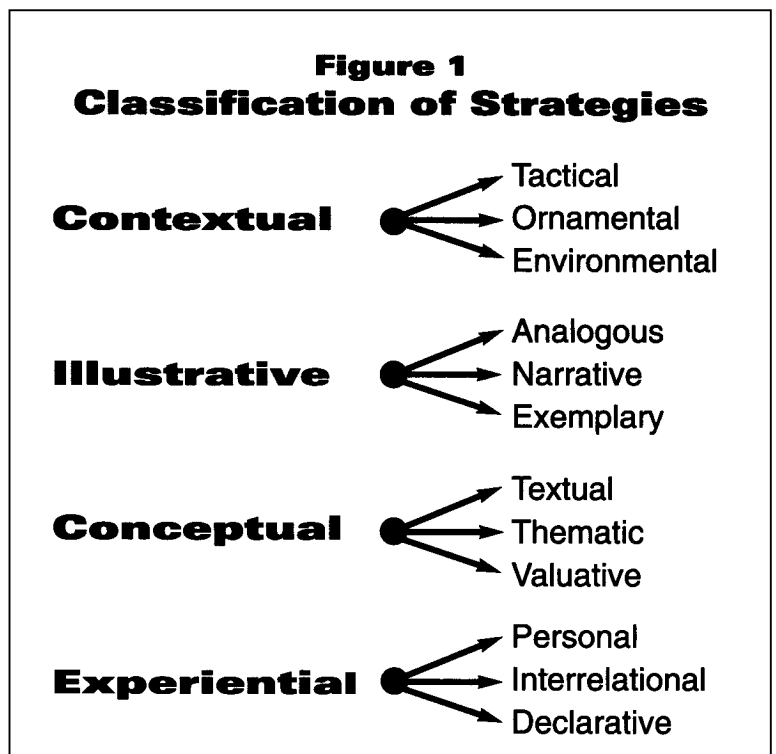 Figure 1
Classification of Strategies
Contextual
Tactical
Ornamental
Environmental
Illustrative
Analogous
Narrative
Exemplary
Conceptual
Textual
Thematic
Valuative
Experiential
Personal
Interrelational
Declarative